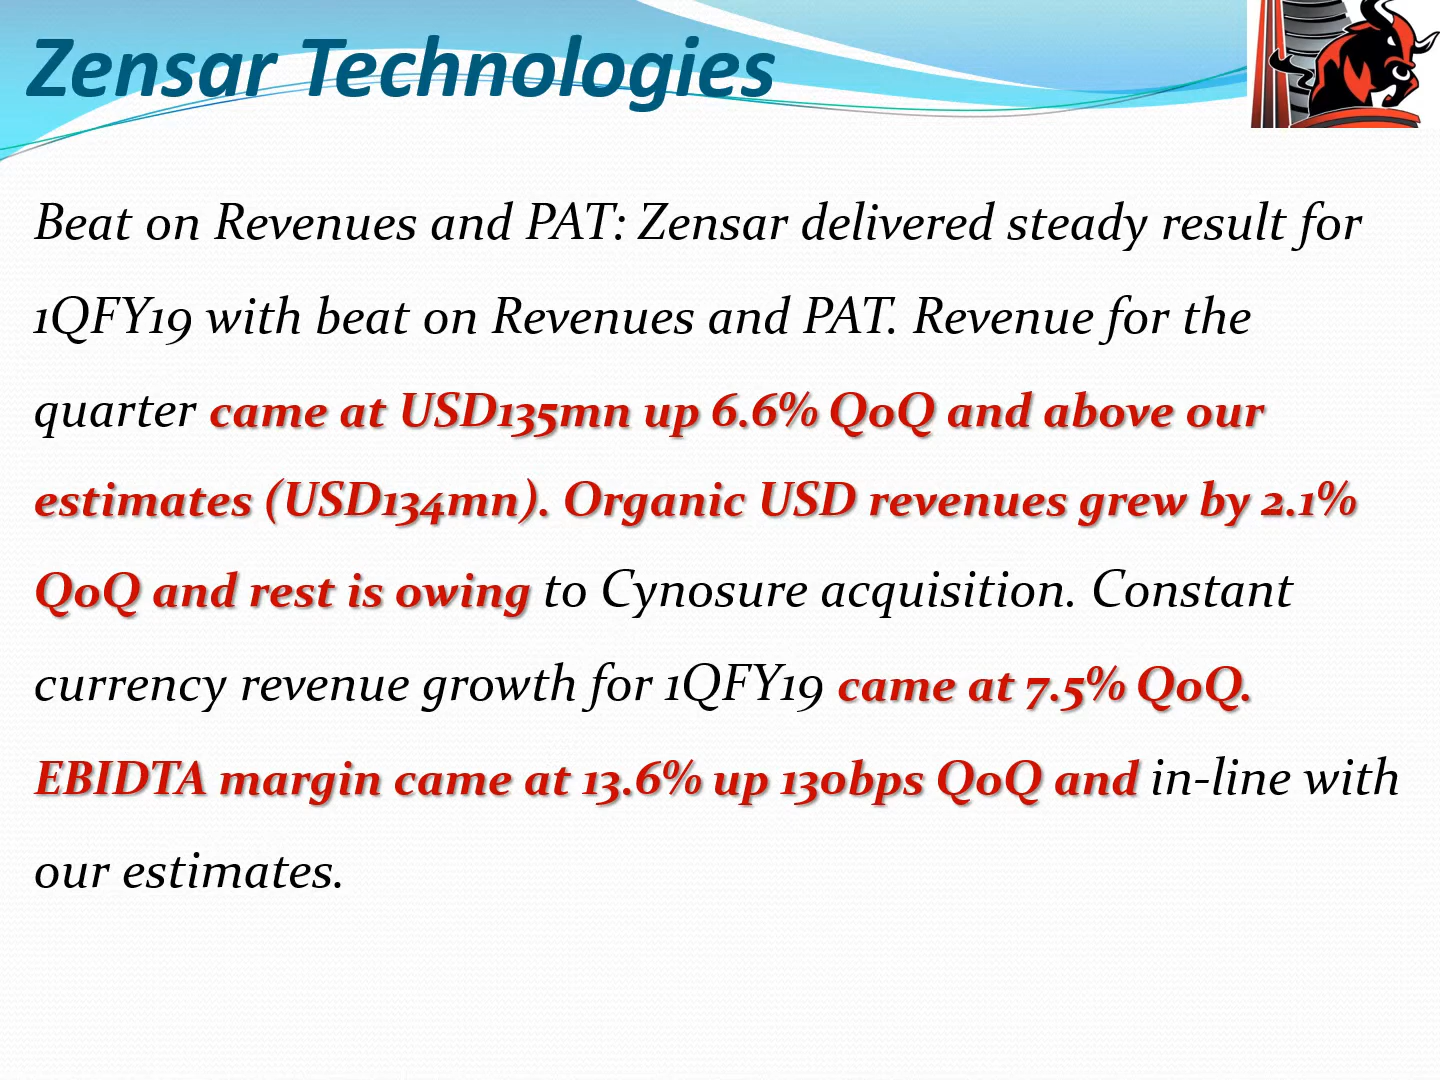 Zensar Technologies
Beat on Revenues and PAT: Zensar delivered steady result for
1QFY19 with beat on Revenues and PAT. Revenue for the
quarter came at USD135mn up 6.6% QoQ and above our
estimates (USD134mn). Organic USD revenues grew by 2.1%
QoQ and rest is owing to Cynosure acquisition. Constant
currency revenue growth for 1QFY19 came at 7.5% QoQ.
EBIDTA margin came at 13.6% up 130bps QoQ and in-line with
our estimates.